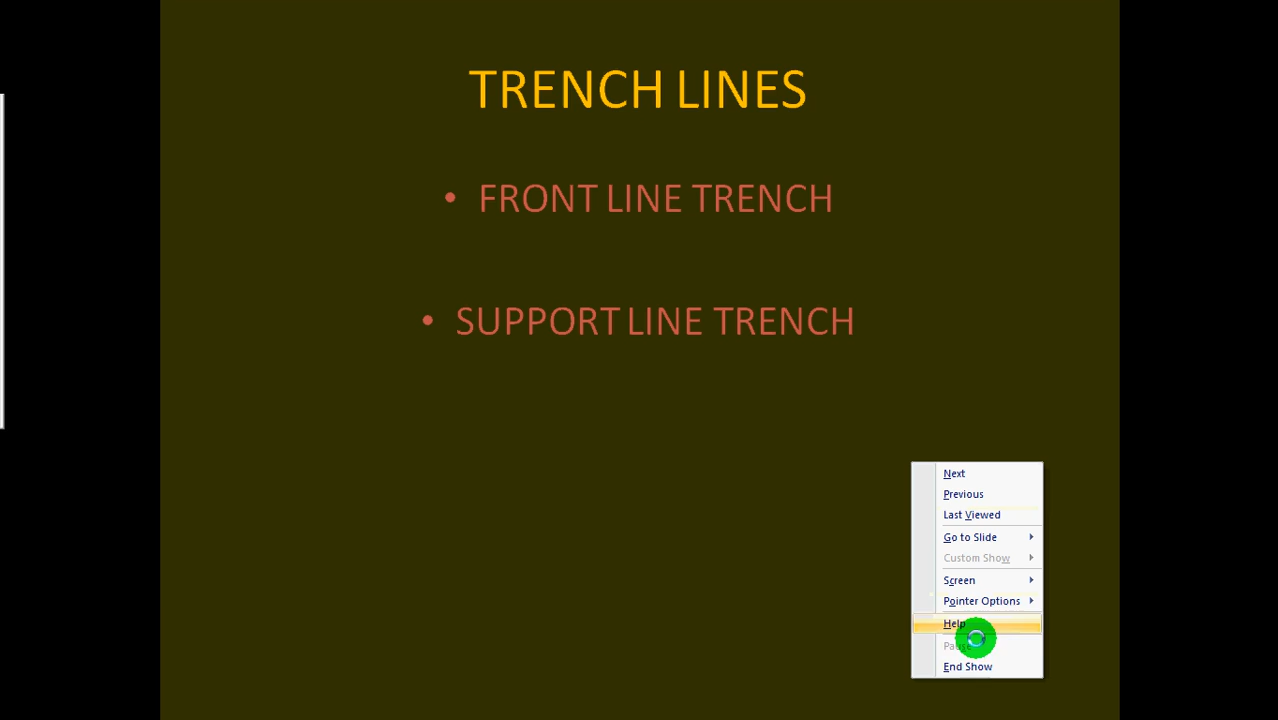 TRENCH LINES
• FRONT LINE TRENCH
• SUPPORT LINE TRENCH
Next
Previous
Last Viewed
Go to Slide
Custom Show
Screen
Pointer Options
Help
Pause
End Show